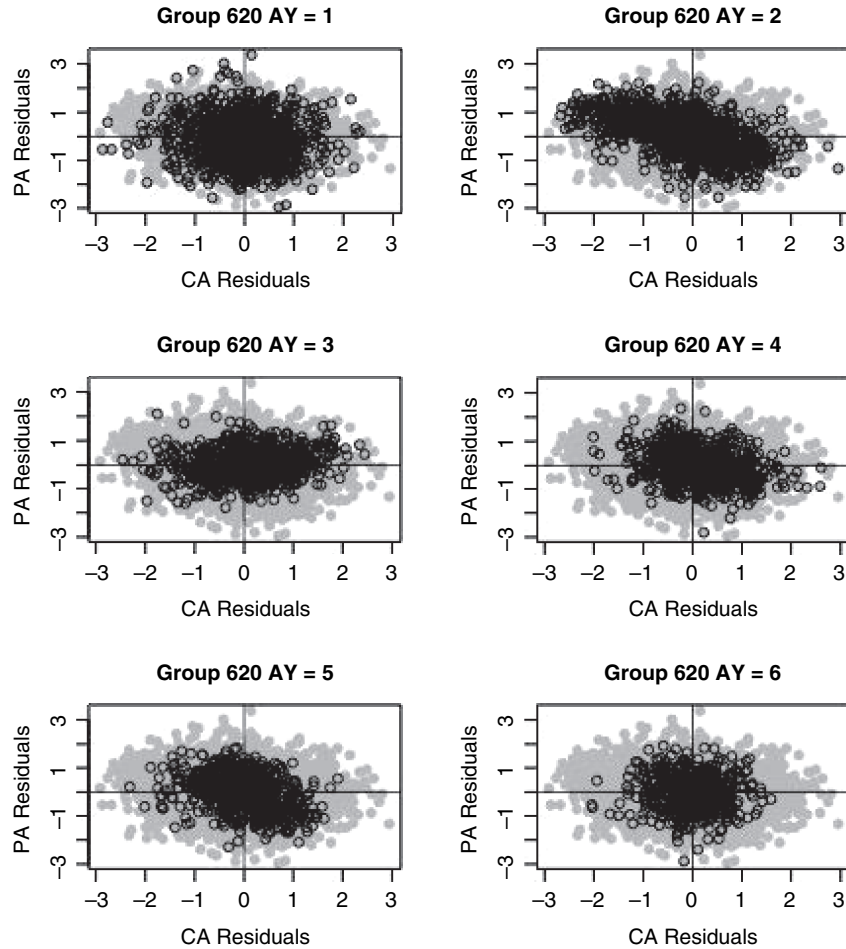 Group 620 AY = 1
PA Residuals
3
1
–1
–3
–3 –2 –1 0 1 2 3
CA Residuals
Group 620 AY = 2
PA Residuals
3
1
–1
–3
–3 –2 –1 0 1 2 3
CA Residuals
Group 620 AY = 3
PA Residuals
3
1
–1
–3
–3 –2 –1 0 1 2 3
CA Residuals
Group 620 AY = 4
PA Residuals
3
1
–1
–3
–3 –2 –1 0 1 2 3
CA Residuals
Group 620 AY = 5
PA Residuals
3
1
–1
–3
–3 –2 –1 0 1 2 3
CA Residuals
Group 620 AY = 6
PA Residuals
3
1
–1
–3
–3 –2 –1 0 1 2 3
CA Residuals